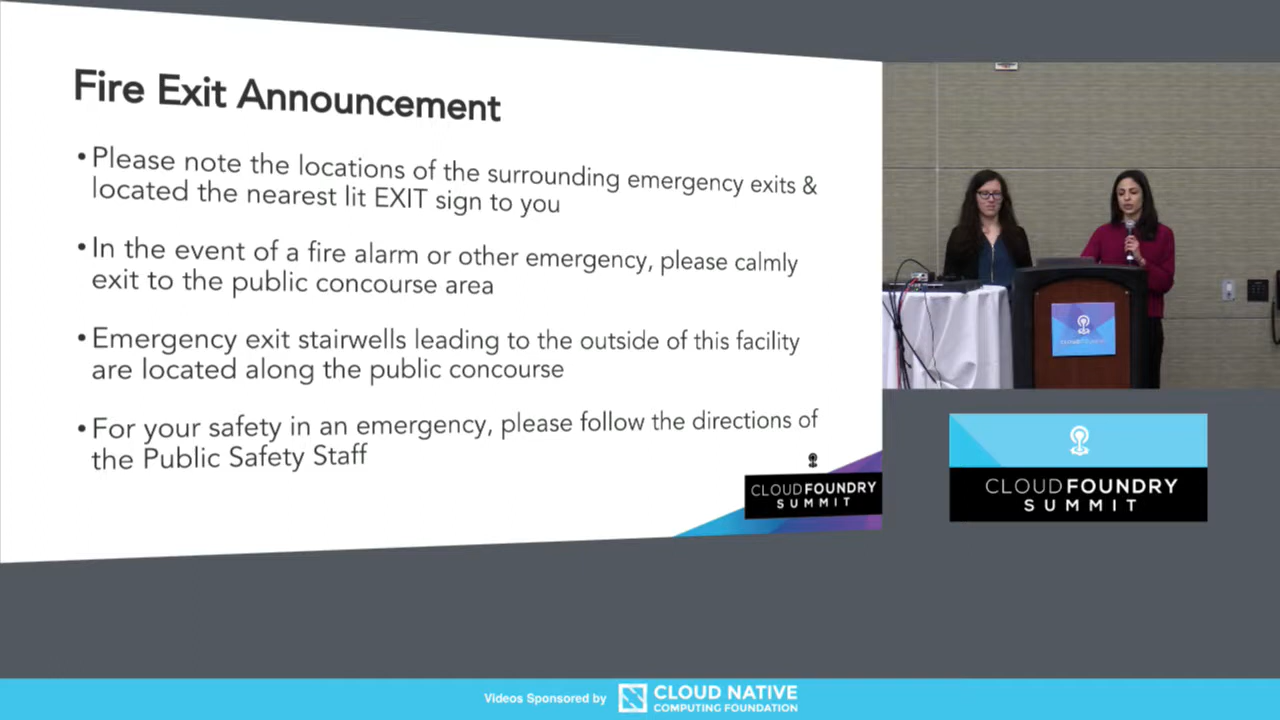 Fire Exit Announcement
• Please note the locations of the surrounding emergency exits &
located the nearest lit EXIT sign to you
• In the event of a fire alarm or other emergency, please calmly
exit to the public concourse area
• Emergency exit stairwells leading to the outside of this facility
are located along the public concourse
• For your safety in an emergency, please follow the directions of
the Public Safety Staff
CLOUDFOUNDRY
SUMMIT
CLOUDFOUNDRY
SUMMIT
Videos Sponsored by
CLOUD NATIVE
COMPUTING FOUNDATION